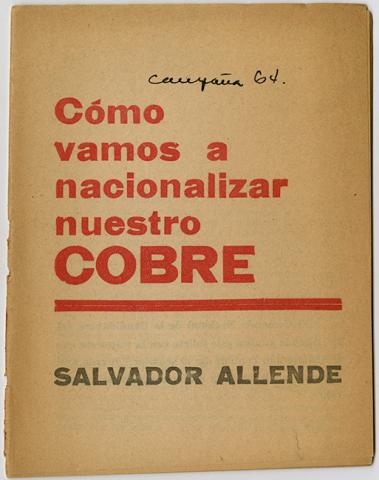 campaña 64.
Cómo
vamos a
nacionalizar
nuestro
COBRE
SALVADOR ALLENDE